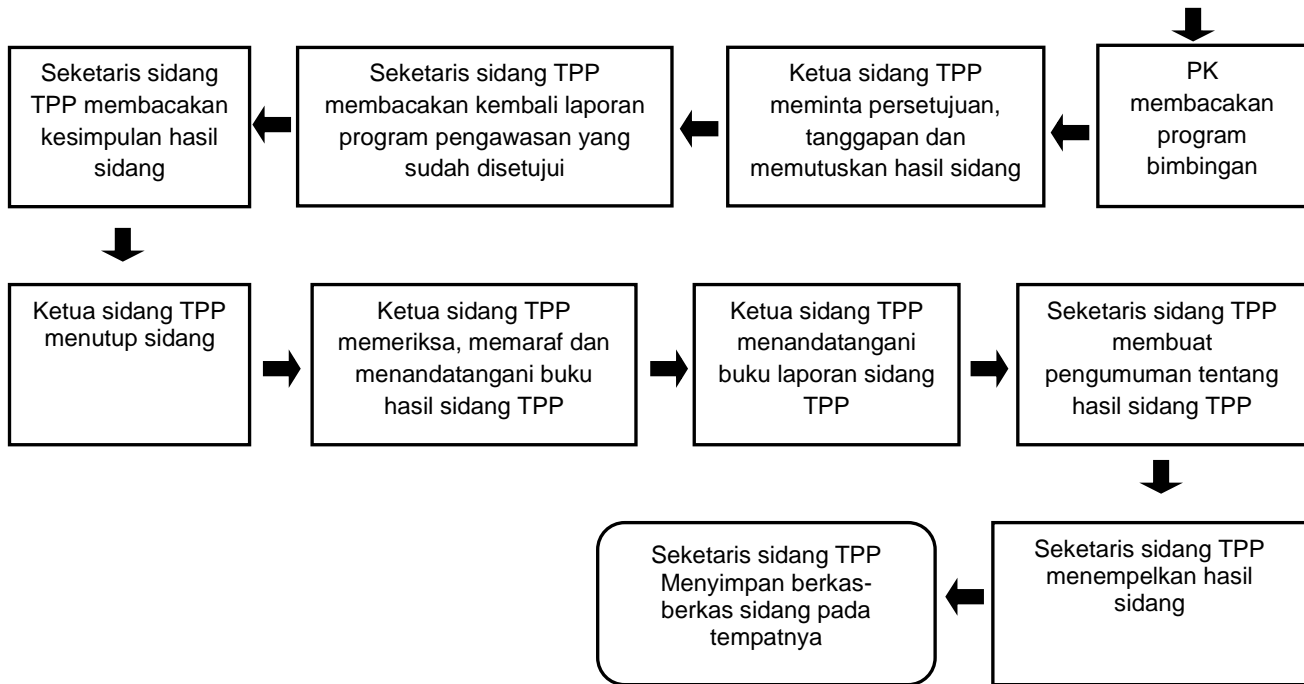 PK
membacakan
program
bimbingan
Ketua sidang TPP
meminta persetujuan,
tanggapan dan
memutuskan hasil sidang
Seketaris sidang TPP
membacakan kembali laporan
program pengawasan yang
sudah disetujui
Seketaris sidang
TPP membacakan
kesimpulan hasil
sidang
Ketua sidang TPP
menutup sidang
Ketua sidang TPP
memeriksa, memaraf dan
menandatangani buku
hasil sidang TPP
Ketua sidang TPP
menandatangani
buku laporan sidang
TPP
Seketaris sidang TPP
membuat
pengumuman tentang
hasil sidang TPP
Seketaris sidang TPP
menempelkan hasil
sidang
Seketaris sidang TPP
Menyimpan berkas-
berkas sidang pada
tempatnya